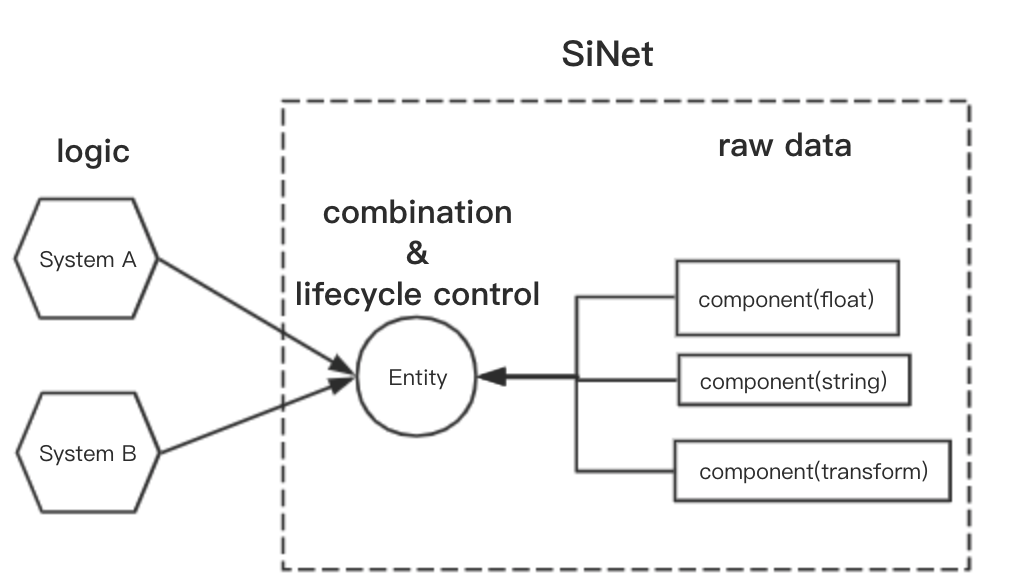 SiNet
logic
raw data
combination
&
lifecycle control
System A
System B
Entity
component(float)
component(string)
component(transform)